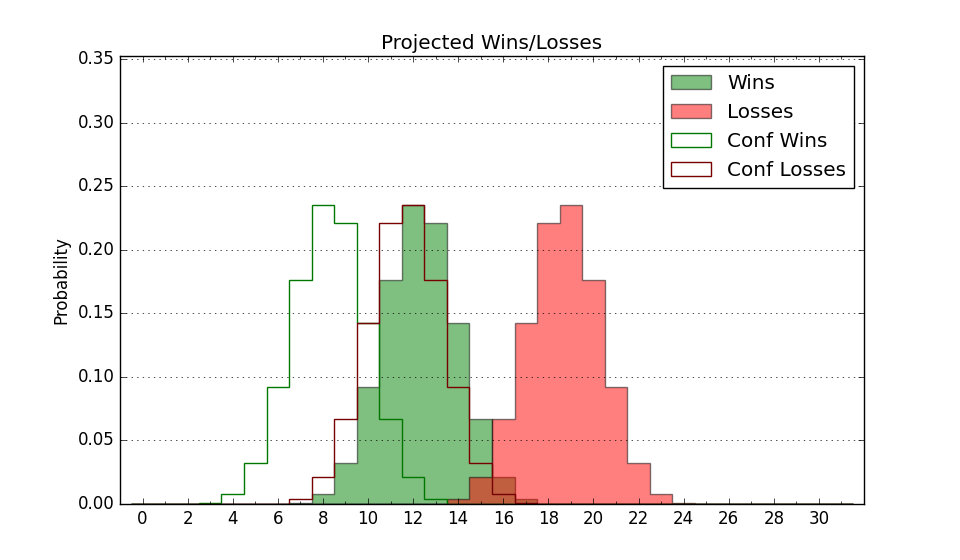 Projected Wins/Losses
0.35
0.30
0.25
0.20
0.15
0.10
0.05
0.00
Probability
Wins
Losses
Conf Wins
Conf Losses
0 2 4 6 8 10 12 14 16 18 20 22 24 26 28 30